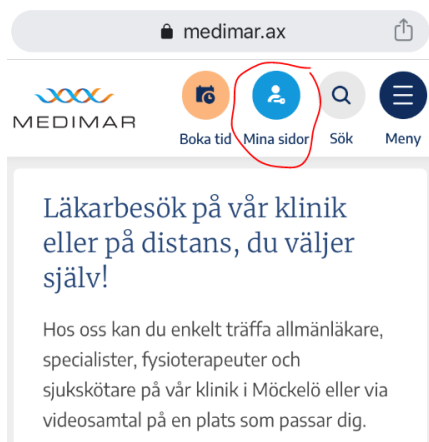 medimar.ax
MEDIMAR
Boka tid Mina sidor Sök Meny
Läkarbesök på vår klinik
eller på distans, du väljer
själv!
Hos oss kan du enkelt träffa allmänläkare,
specialister, fysioterapeuter och
sjukskötare på vår klinik i Möckelö eller via
videosamtal på en plats som passar dig.